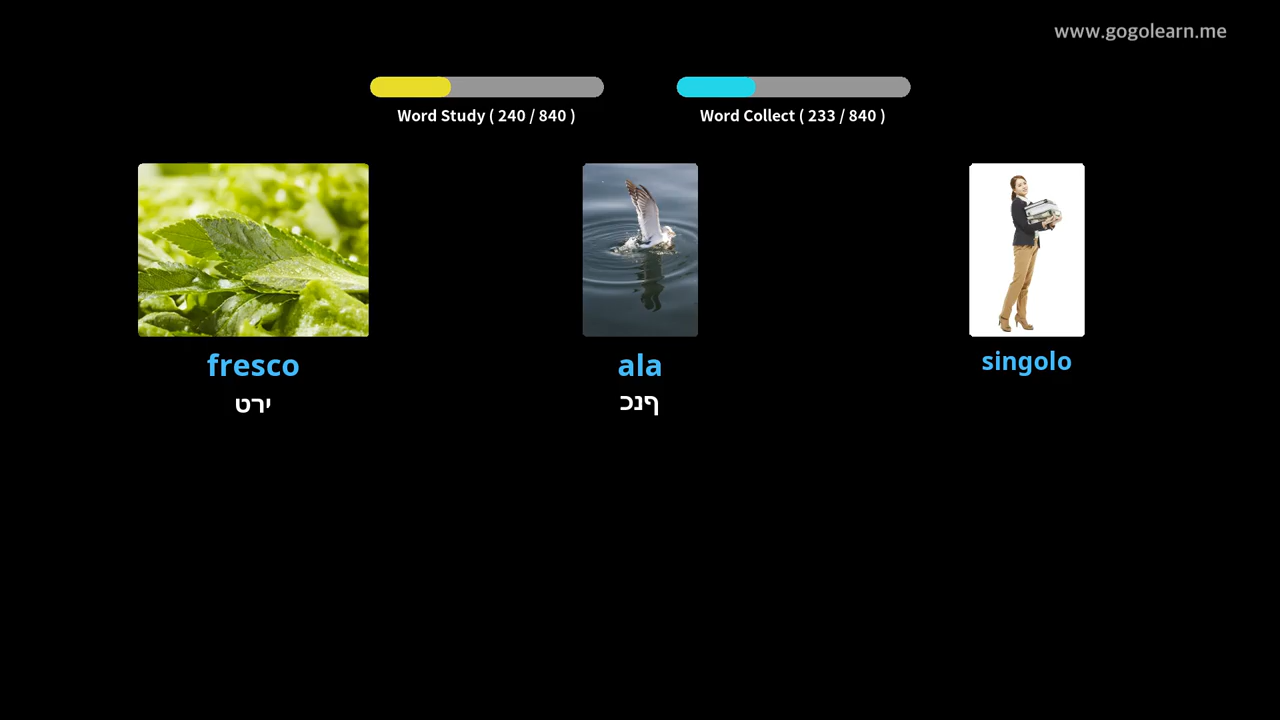 www.gogolearn.me
Word Study ( 240 / 840 )
Word Collect ( 233 / 840 )
fresco
טרי
ala
כנף
singolo